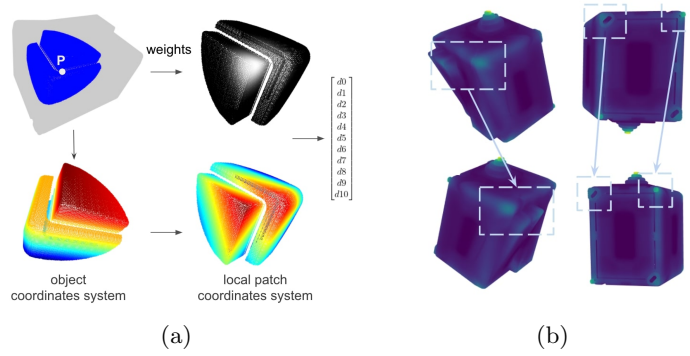 P
weights
d0
d1
d2
d3
d4
d5
d6
d7
d8
d9
d10
object
coordinates system
local patch
coordinates system
(a)
(b)